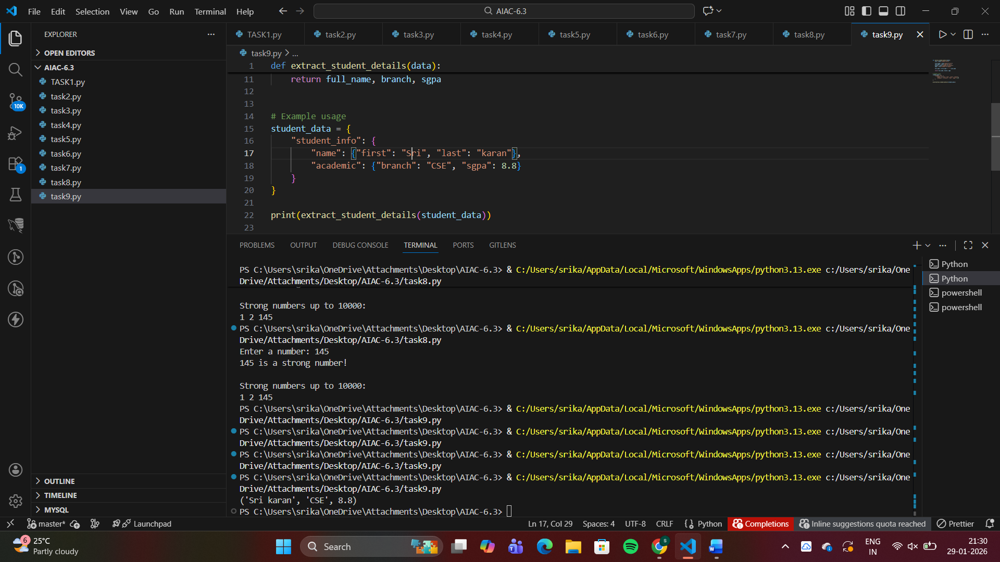 File Edit Selection View Go Run Terminal Help
AIAC-6.3
EXPLORER
OPEN EDITORS
AIAC-6.3
TASK1.py
task2.py
task3.py
task4.py
task5.py
task6.py
task7.py
task8.py
task9.py
10K
1
OUTLINE
TIMELINE
MYSQL
TASK1.py task2.py task3.py task4.py task5.py task6.py task7.py task8.py task9.py
task9.py > ...
1 def extract_student_details(data):
11 return full_name, branch, sgpa
12
13
14 # Example usage
15 student_data = {
16 "student_info": {
17 "name": {"first": "Sri", "last": "karan"},
18 "academic": {"branch": "CSE", "sgpa": 8.8}
19 }
20 }
21
22 print(extract_student_details(student_data))
23
PROBLEMS OUTPUT DEBUG CONSOLE TERMINAL PORTS GITLENS
PS C:\Users\srika\OneDrive\Attachments\Desktop\AIAC-6.3> & C:/Users/srika/AppData/Local/Microsoft/WindowsApps/python3.13.exe c:/Users/srika/One
Drive/Attachments/Desktop/AIAC-6.3/task8.py
Strong numbers up to 10000:
1 2 145
PS C:\Users\srika\OneDrive\Attachments\Desktop\AIAC-6.3> & C:/Users/srika/AppData/Local/Microsoft/WindowsApps/python3.13.exe c:/Users/srika/One
Drive/Attachments/Desktop/AIAC-6.3/task8.py
Enter a number: 145
145 is a strong number!
Strong numbers up to 10000:
1 2 145
PS C:\Users\srika\OneDrive\Attachments\Desktop\AIAC-6.3> & C:/Users/srika/AppData/Local/Microsoft/WindowsApps/python3.13.exe c:/Users/srika/One
Drive/Attachments/Desktop/AIAC-6.3/task9.py
PS C:\Users\srika\OneDrive\Attachments\Desktop\AIAC-6.3> & C:/Users/srika/AppData/Local/Microsoft/WindowsApps/python3.13.exe c:/Users/srika/One
Drive/Attachments/Desktop/AIAC-6.3/task9.py
PS C:\Users\srika\OneDrive\Attachments\Desktop\AIAC-6.3> & C:/Users/srika/AppData/Local/Microsoft/WindowsApps/python3.13.exe c:/Users/srika/One
Drive/Attachments/Desktop/AIAC-6.3/task9.py
PS C:\Users\srika\OneDrive\Attachments\Desktop\AIAC-6.3> & C:/Users/srika/AppData/Local/Microsoft/WindowsApps/python3.13.exe c:/Users/srika/One
Drive/Attachments/Desktop/AIAC-6.3/task9.py
('Sri karan', 'CSE', 8.8)
PS C:\Users\srika\OneDrive\Attachments\Desktop\AIAC-6.3>
Python
Python
powershell
powershell
master* Launchpad Ln 17, Col 29 Spaces: 4 UTF-8 CRLF Python Completions Inline suggestions quota reached Prettier
6
25°C
Partly cloudy
Search
ENG
IN
21:30
29-01-2026